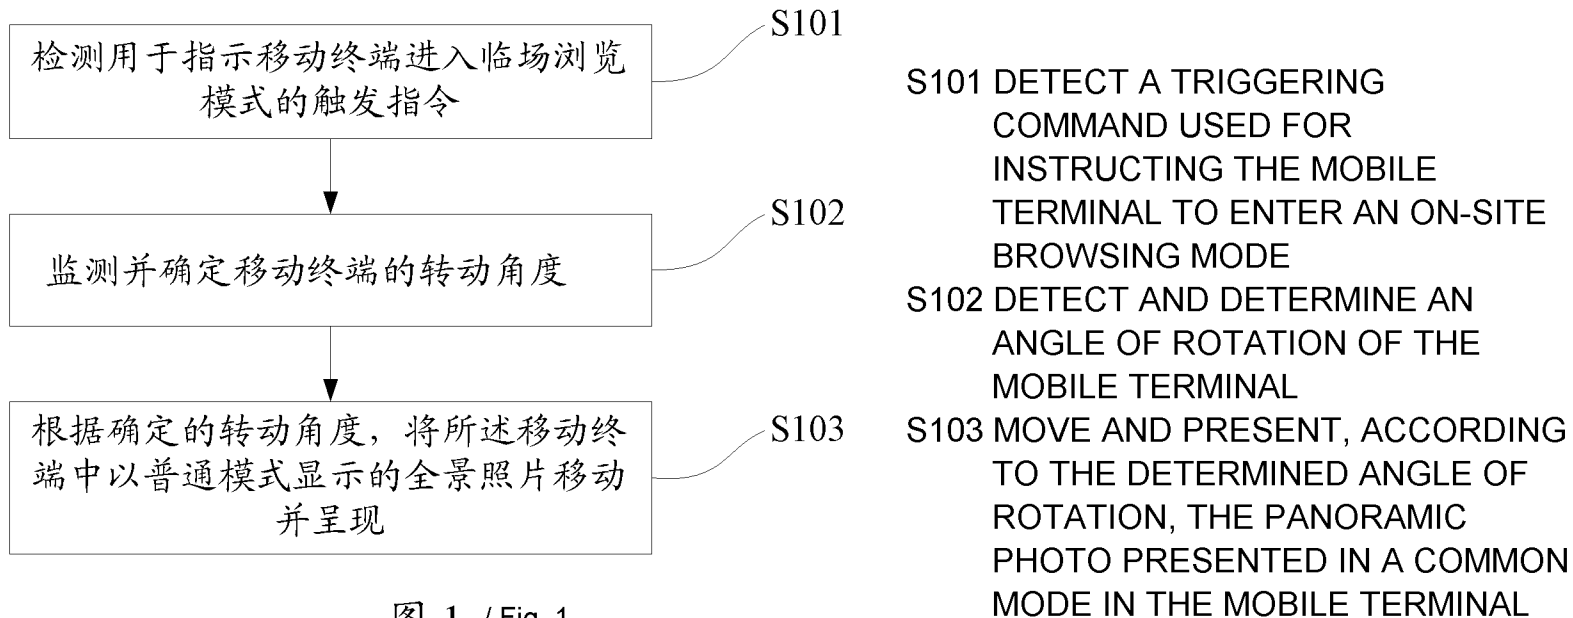 检测用于指示移动终端进入临场浏览
模式的触发指令
S101
监测并确定移动终端的转动角度
S102
根据确定的转动角度，将所述移动终
端中以普通模式显示的全景照片移动
并呈现
S103
图 1 / Fig. 1
S101 DETECT A TRIGGERING
COMMAND USED FOR
INSTRUCTING THE MOBILE
TERMINAL TO ENTER AN ON-SITE
BROWSING MODE
S102 DETECT AND DETERMINE AN
ANGLE OF ROTATION OF THE
MOBILE TERMINAL
S103 MOVE AND PRESENT, ACCORDING
TO THE DETERMINED ANGLE OF
ROTATION, THE PANORAMIC
PHOTO PRESENTED IN A COMMON
MODE IN THE MOBILE TERMINAL